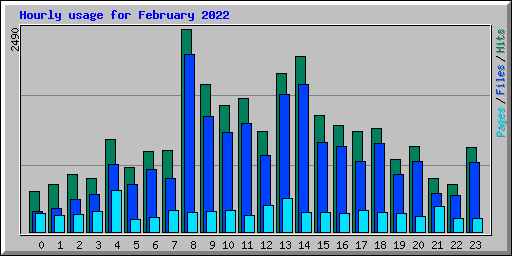 Hourly usage for February 2022
2490
Pages/Files/Hits
0 1 2 3 4 5 6 7 8 9 10 11 12 13 14 15 16 17 18 19 20 21 22 23